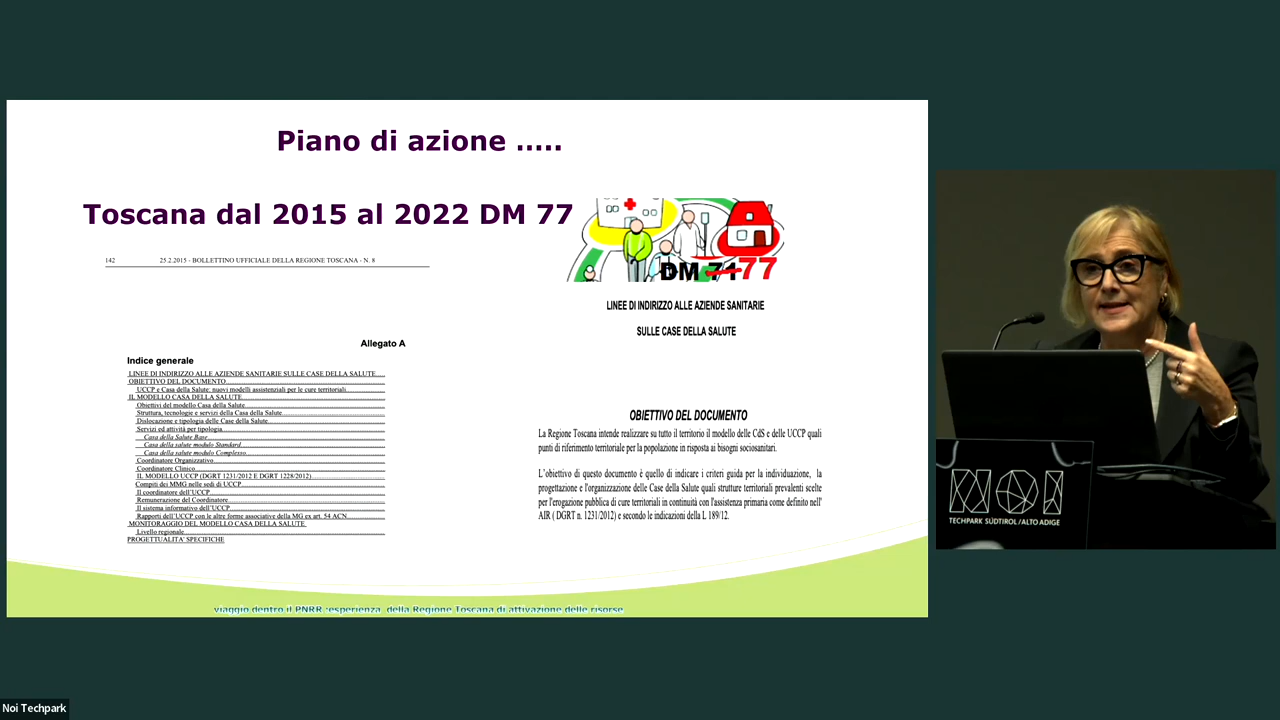 Piano di azione .....
Toscana dal 2015 al 2022 DM 77
142 25.2.2015 - BOLLETTINO UFFICIALE DELLA REGIONE TOSCANA - N. 8
DM 71 77
LINEE DI INDIRIZZO ALLE AZIENDE SANITARIE
SULLE CASE DELLA SALUTE
Allegato A
Indice generale
LINEE DI INDIRIZZO ALLE AZIENDE SANITARIE SULLE CASE DELLA SALUTE
OBIETTIVO DEL DOCUMENTO
UCCP e Casa della Salute: nuovi modelli assistenziali per le cure territoriali
IL MODELLO CASA DELLA SALUTE
Obiettivi del modello Casa della Salute
Struttura, tecnologie e servizi della Casa della Salute
Dislocazione e tipologia delle Case della Salute
Servizi ed attività per tipologia
Casa della Salute Base
Casa della salute modulo Standard
Casa della salute modulo Complesso
Coordinatore Organizzativo
Coordinatore Clinico
IL MODELLO UCCP (DGRT 1231/2012 E DGRT 1228/2012)
Compiti dei MMG nelle sedi di UCCP
Il coordinatore dell'UCCP
Remunerazione del Coordinatore
Il sistema informativo dell'UCCP
Rapporti dell'UCCP con le altre forme associative della MG ex art. 54 ACN
MONITORAGGIO DEL MODELLO CASA DELLA SALUTE
Livello regionale
PROGETTUALITA' SPECIFICHE
OBIETTIVO DEL DOCUMENTO
La Regione Toscana intende realizzare su tutto il territorio il modello delle CdS e delle UCCP quali
punti di riferimento territoriale per la popolazione in risposta ai bisogni sociosanitari.
L'obiettivo di questo documento è quello di indicare i criteri guida per la individuazione, la
progettazione e l'organizzazione delle Case della Salute quali strutture territoriali prevalenti scelte
per l'erogazione pubblica di cure territoriali in continuità con l'assistenza primaria come definito nell'
AIR ( DGRT n. 1231/2012) e secondo le indicazioni della L 189/12.
viaggio dentro il PNRR :esperienza della Regione Toscana di attivazione delle risorse
NOI
TECHPARK SÜDTIROL / ALTO ADIGE
Noi Techpark